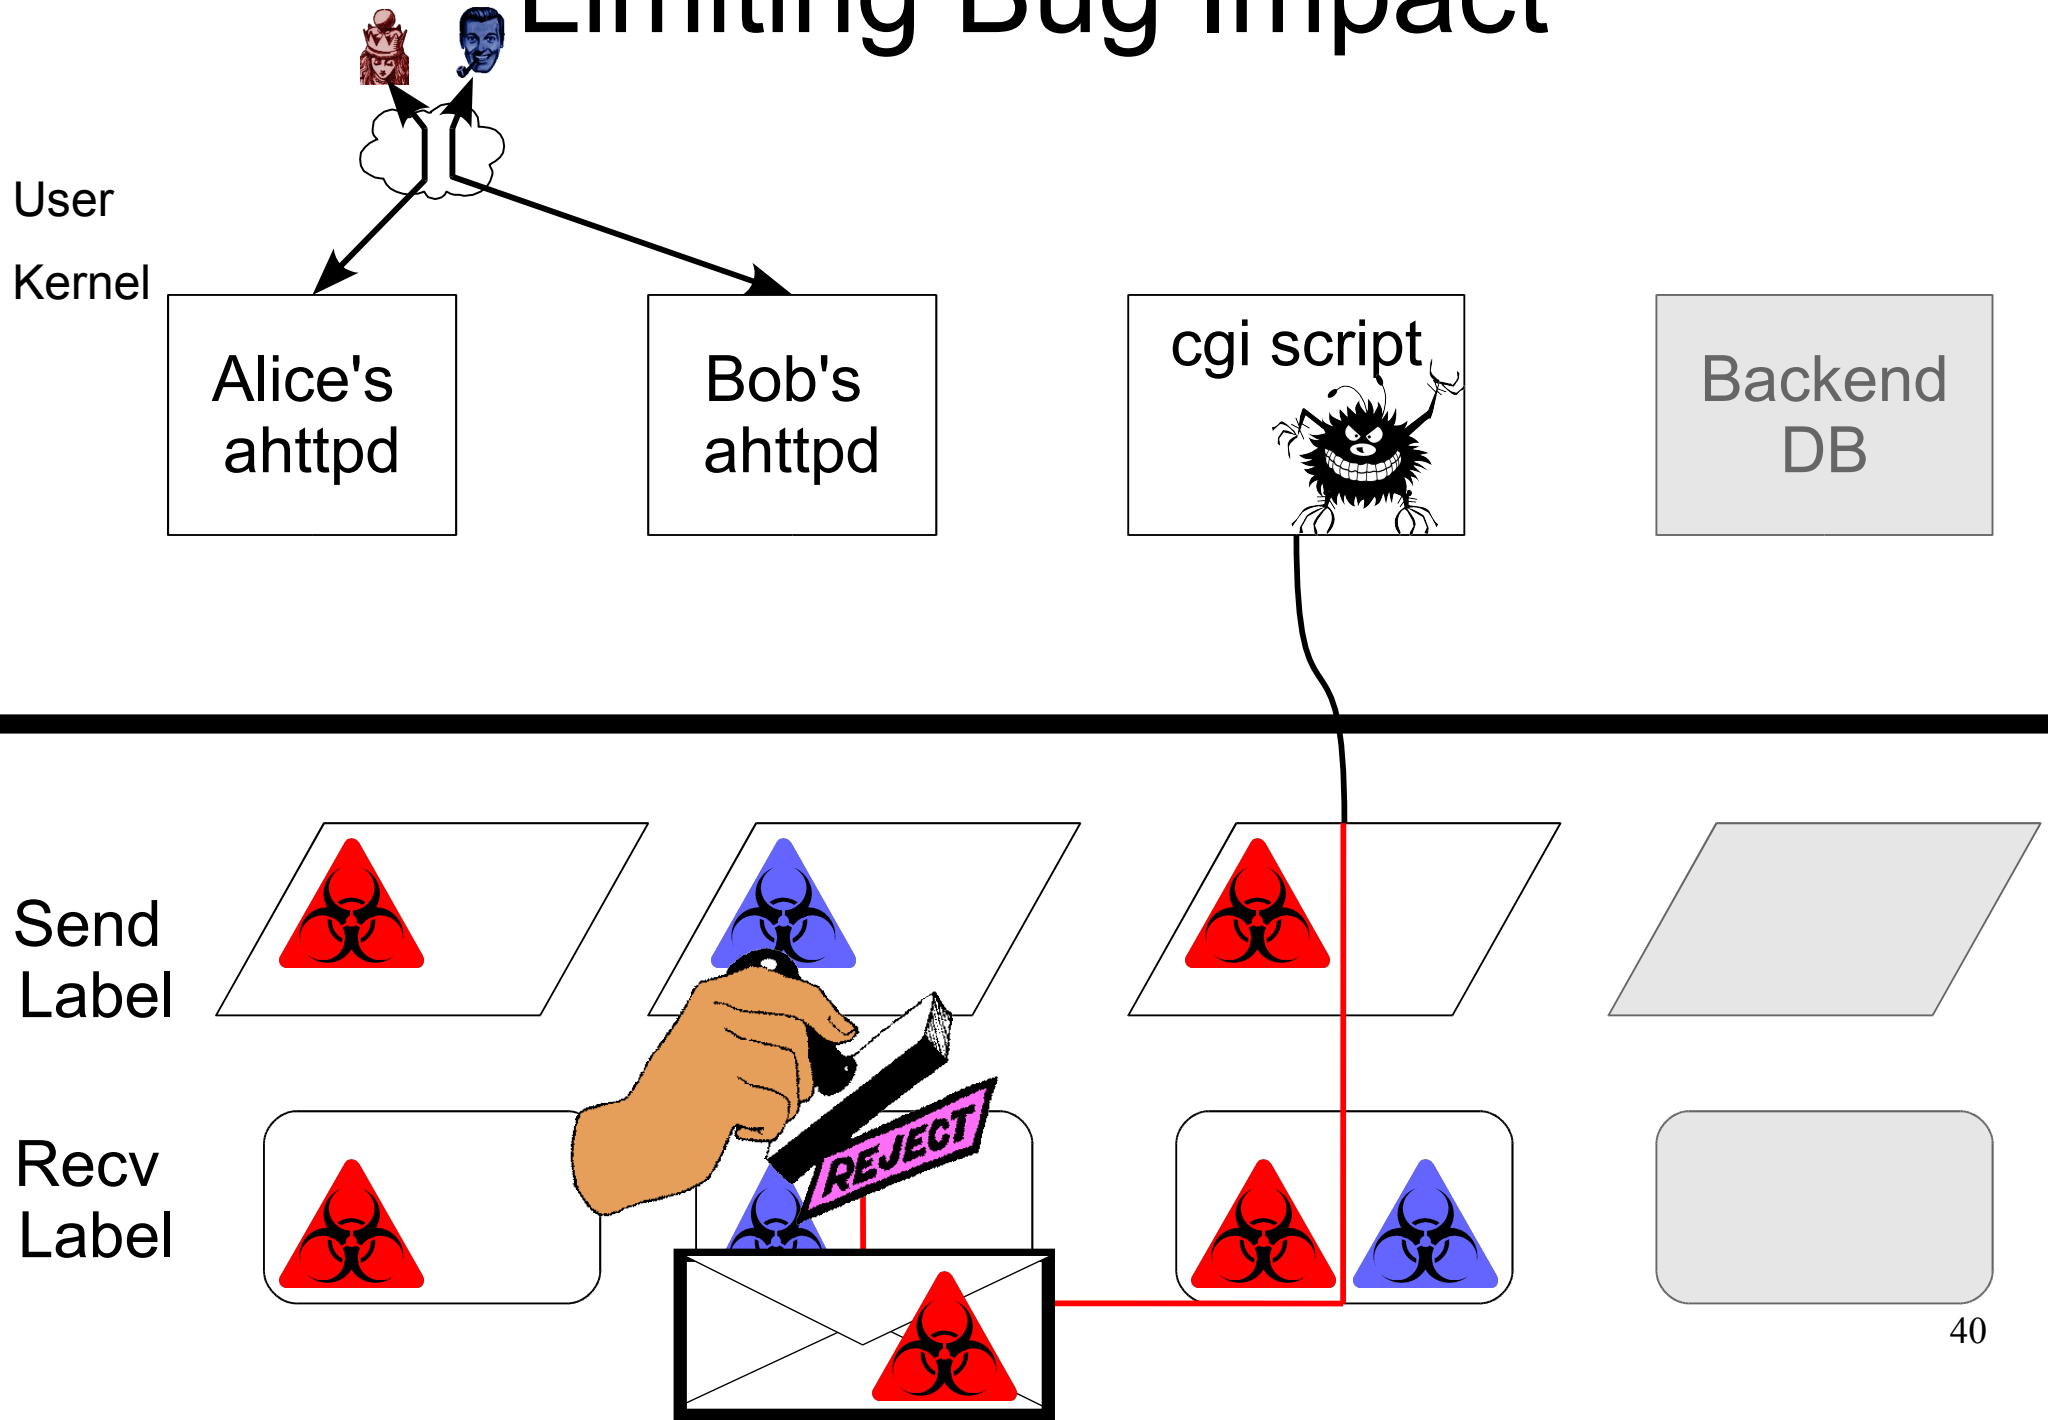 Limiting Bug Impact
User
Kernel
Alice's
ahttpd
Bob's
ahttpd
cgi script
Backend
DB
Send
Label
Recv
Label
REJECT
40